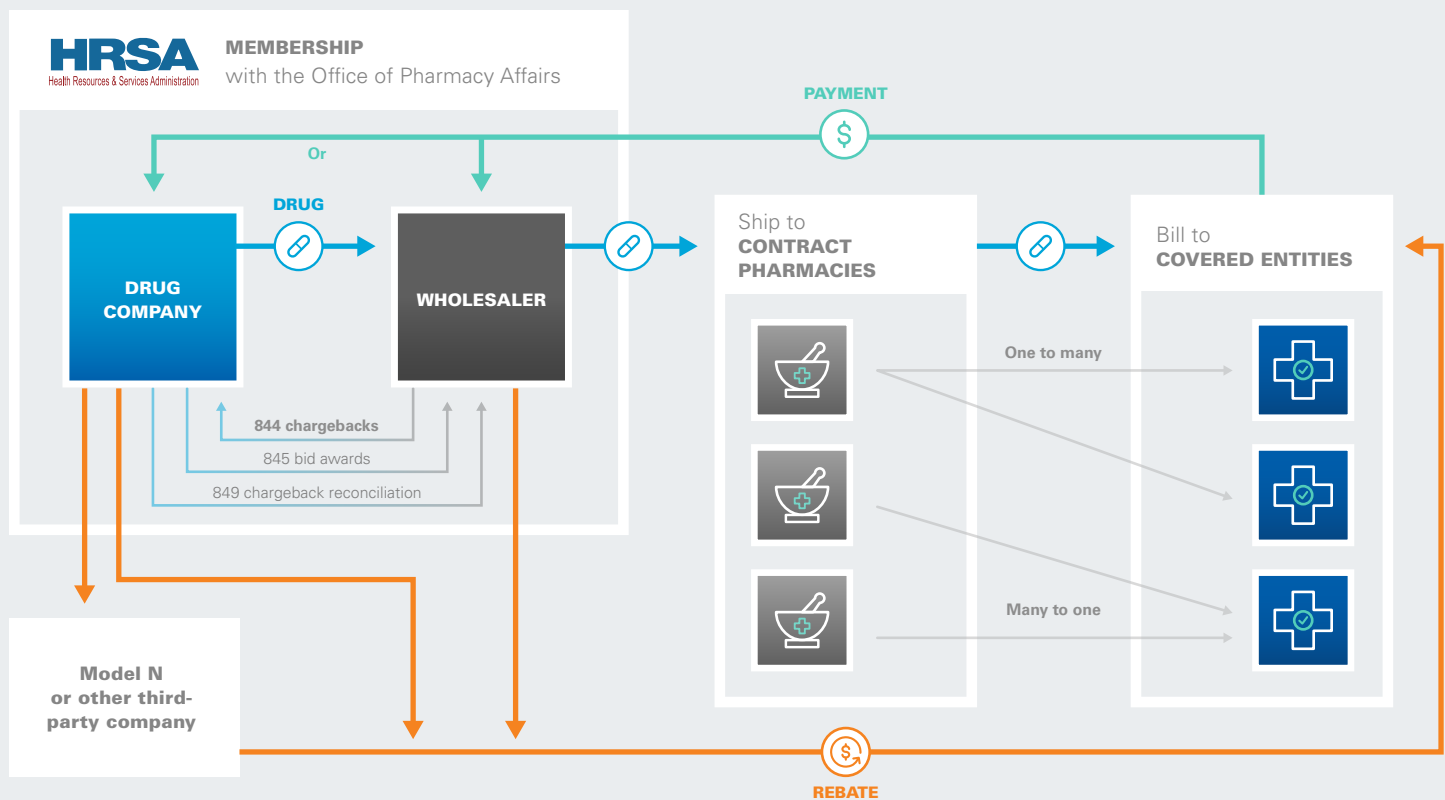 HRSA
Health Resources & Services Administration
MEMBERSHIP
with the Office of Pharmacy Affairs
PAYMENT
$
Or
DRUG
DRUG
COMPANY
WHOLESALER
Ship to
CONTRACT
PHARMACIES
Bill to
COVERED ENTITIES
844 chargebacks
845 bid awards
849 chargeback reconciliation
One to many
Many to one
Model N
or other third-
party company
$
REBATE